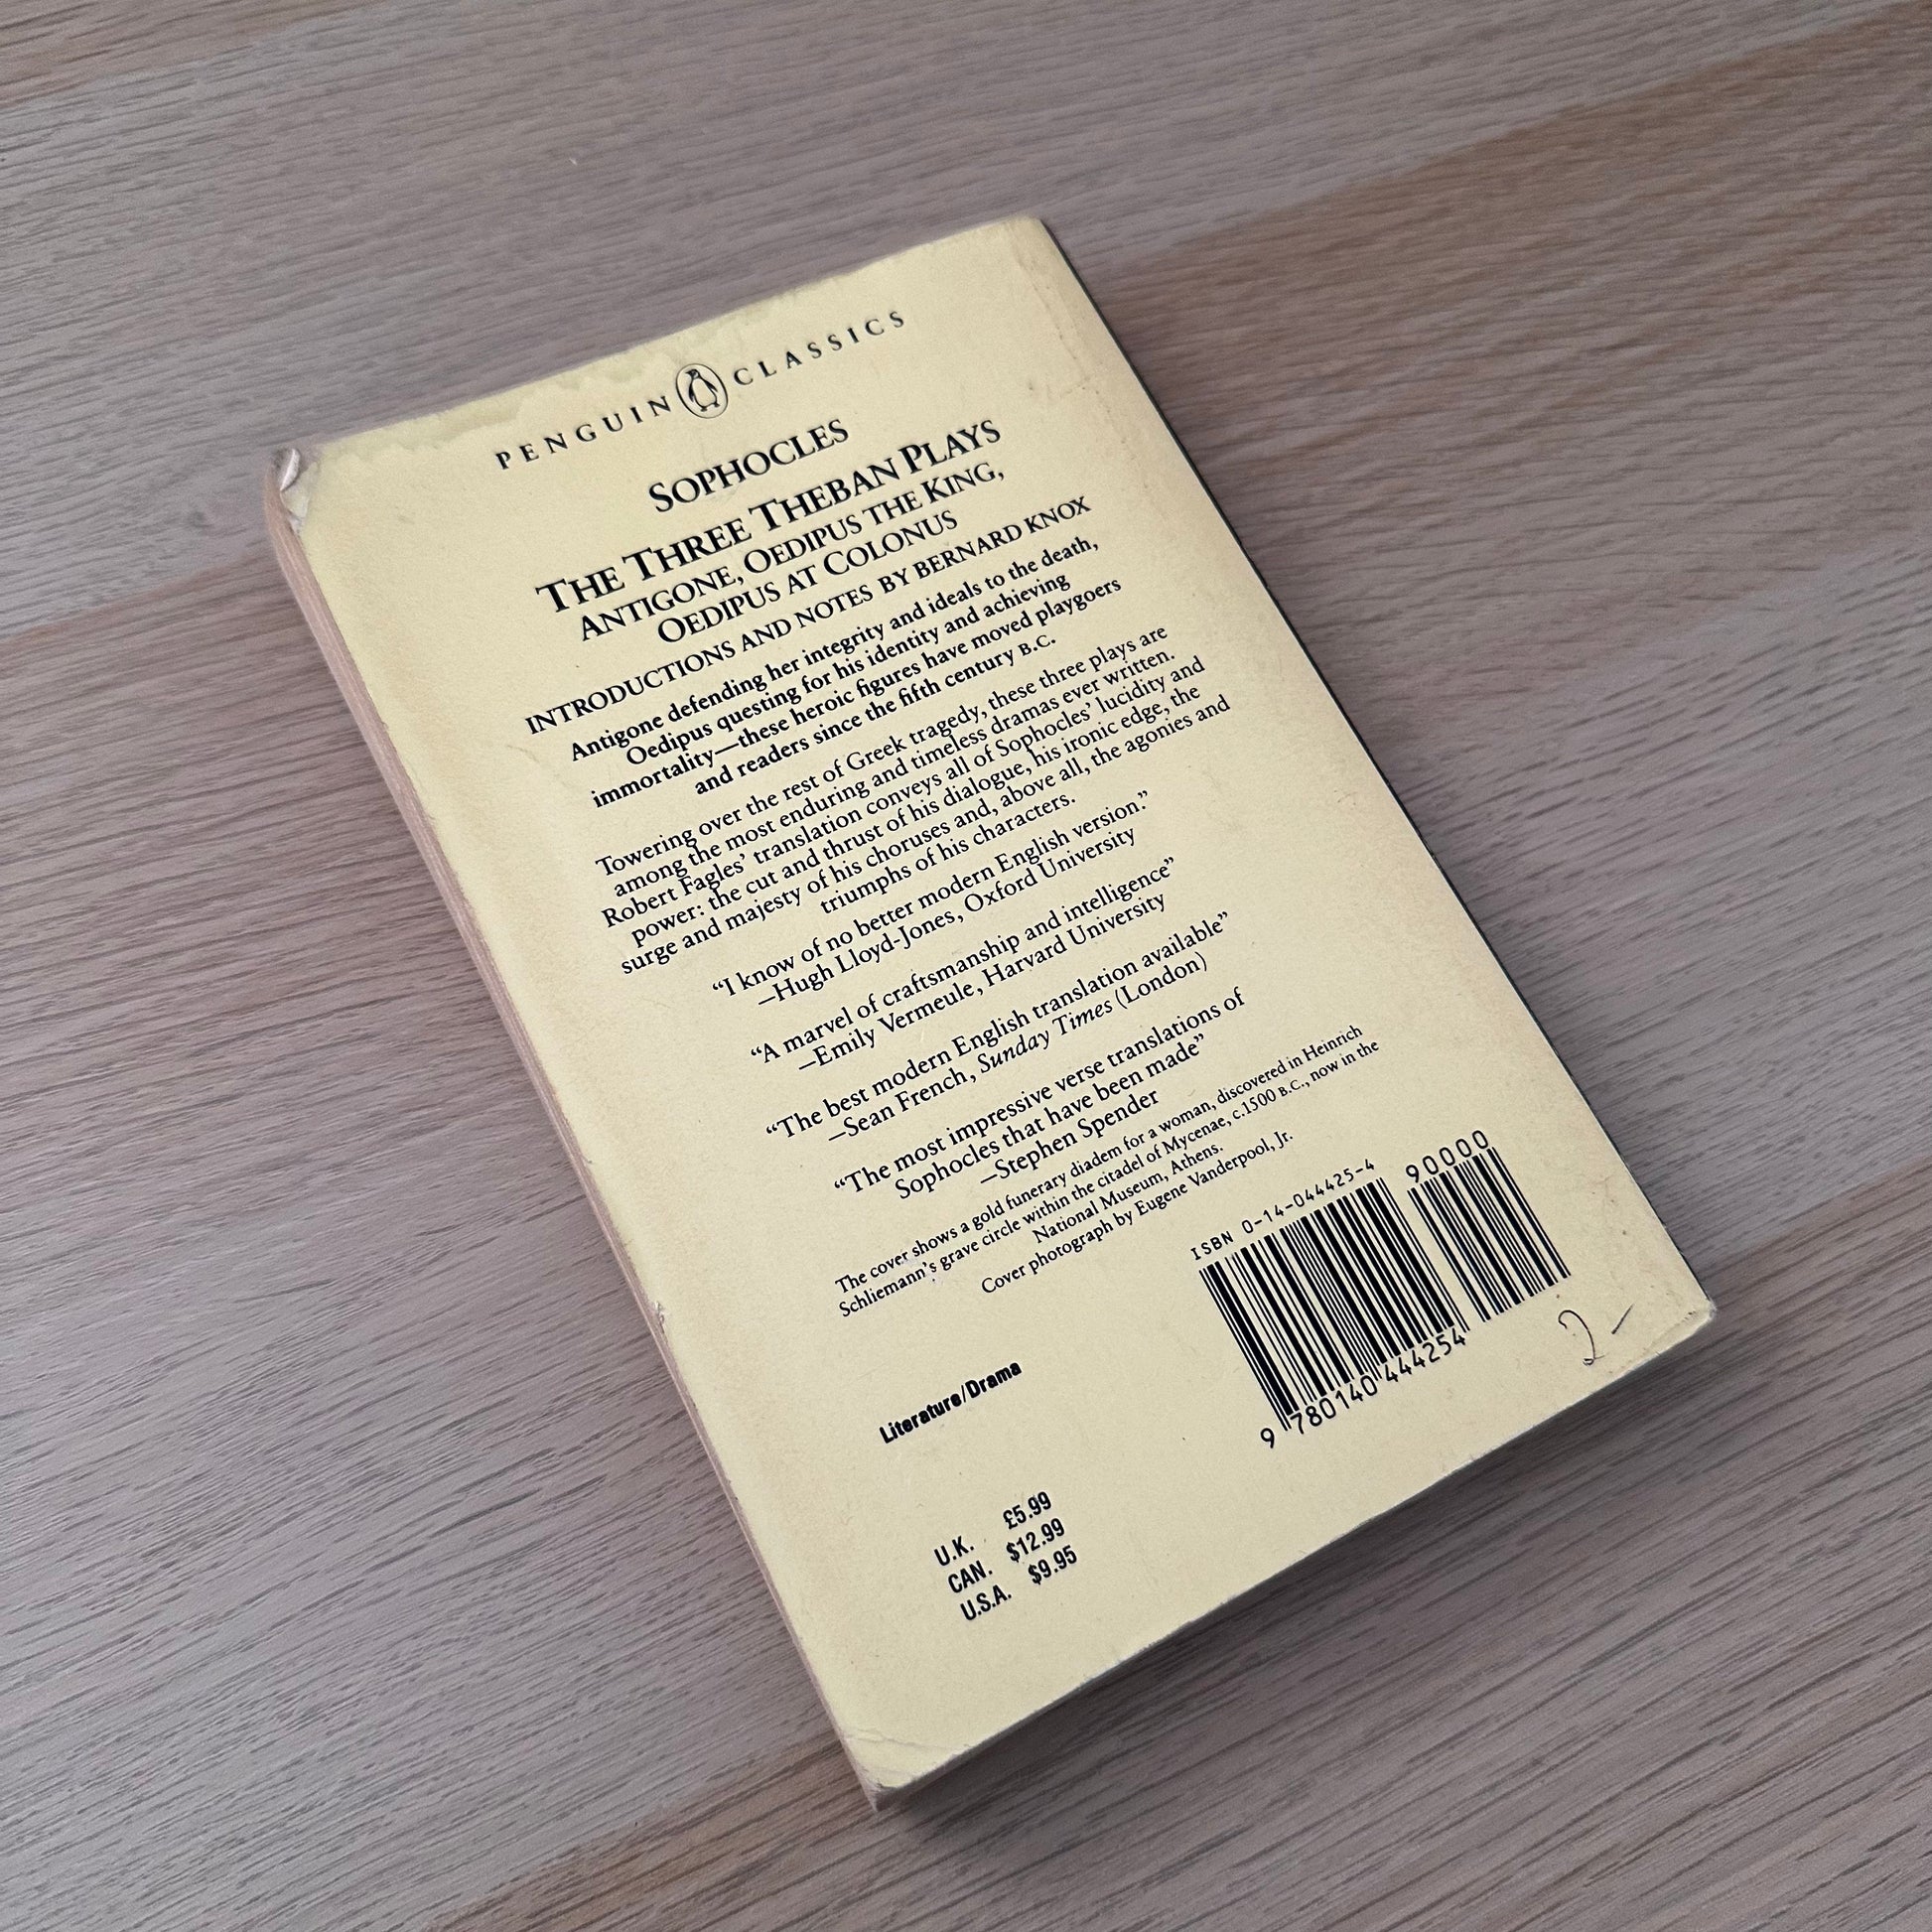 PENGUIN CLASSICS
SOPHOCLES
THE THREE THEBAN PLAYS
ANTIGONE, OEDIPUS THE KING,
OEDIPUS AT COLONUS
INTRODUCTIONS AND NOTES BY BERNARD KNOX
Antigone defending her integrity and ideals to the death,
Oedipus questing for his identity and achieving
immortality—these heroic figures have moved playgoers
and readers since the fifth century B.C.
Towering over the rest of Greek tragedy, these three plays are
among the most enduring and timeless dramas ever written.
Robert Fagles' translation conveys all of Sophocles' lucidity and
power: the cut and thrust of his dialogue, his ironic edge, the
surge and majesty of his choruses and, above all, the agonies and
triumphs of his characters.
“I know of no better modern English version.”
—Hugh Lloyd-Jones, Oxford University
“A marvel of craftsmanship and intelligence”
—Emily Vermeule, Harvard University
“The best modern English translation available”
—Sean French, Sunday Times (London)
“The most impressive verse translations of
Sophocles that have been made”
—Stephen Spender
The cover shows a gold funerary diadem for a woman, discovered in Heinrich
Schliemann's grave circle within the citadel of Mycenae, c.1500 B.C., now in the
National Museum, Athens.
Cover photograph by Eugene Vanderpool, Jr.
ISBN 0-14-044425-4
90000
9 780140 444254
2-
Literature/Drama
U.K. £5.99
CAN. $12.99
U.S.A. $9.95